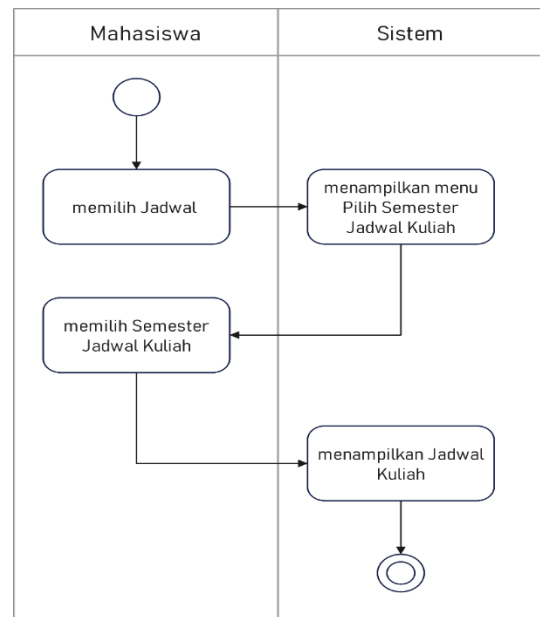 Mahasiswa
Sistem
memilih Jadwal
menampilkan menu
Pilih Semester
Jadwal Kuliah
memilih Semester
Jadwal Kuliah
menampilkan Jadwal
Kuliah